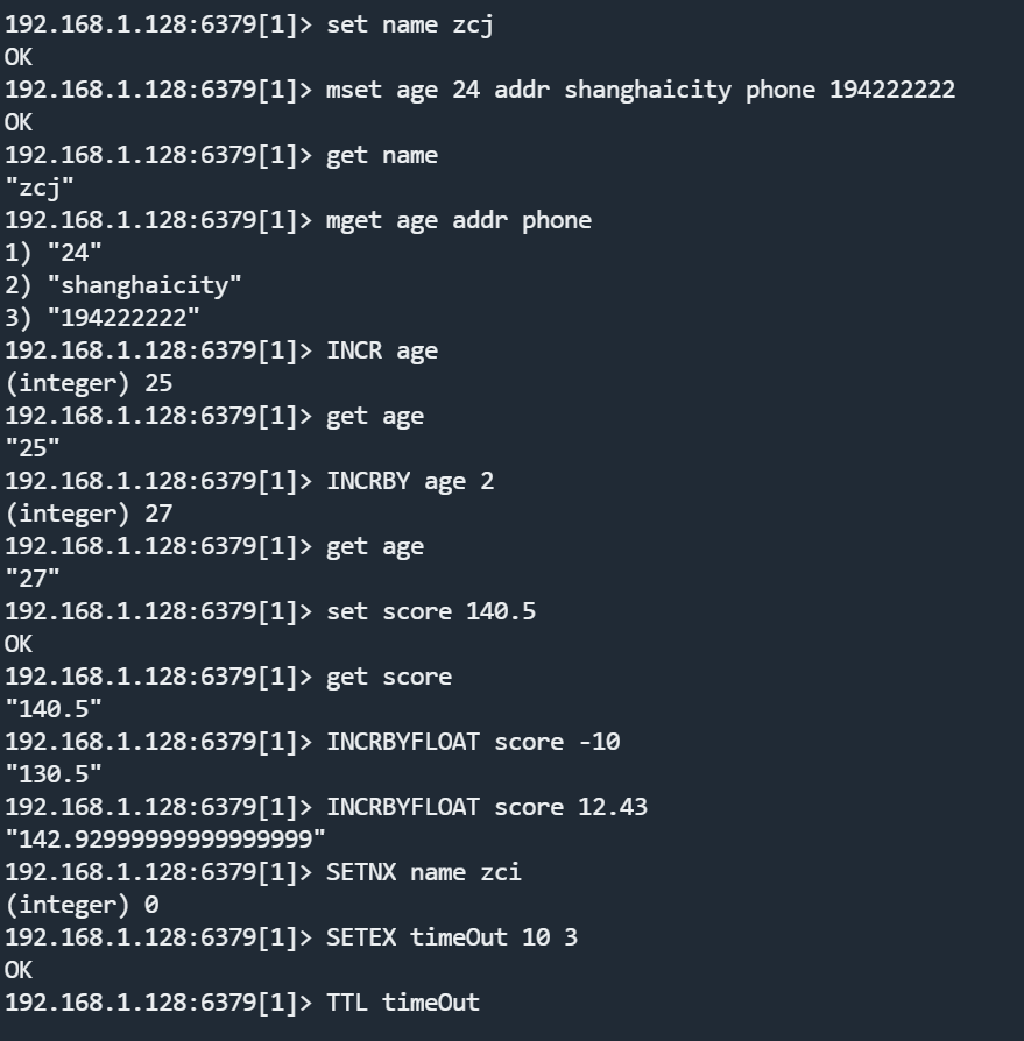 192.168.1.128:6379[1]> set name zcj
OK
192.168.1.128:6379[1]> mset age 24 addr shanghaicity phone 194222222
OK
192.168.1.128:6379[1]> get name
"zcj"
192.168.1.128:6379[1]> mget age addr phone
1) "24"
2) "shanghaicity"
3) "194222222"
192.168.1.128:6379[1]> INCR age
(integer) 25
192.168.1.128:6379[1]> get age
"25"
192.168.1.128:6379[1]> INCRBY age 2
(integer) 27
192.168.1.128:6379[1]> get age
"27"
192.168.1.128:6379[1]> set score 140.5
OK
192.168.1.128:6379[1]> get score
"140.5"
192.168.1.128:6379[1]> INCRBYFLOAT score -10
"130.5"
192.168.1.128:6379[1]> INCRBYFLOAT score 12.43
"142.92999999999999999"
192.168.1.128:6379[1]> SETNX name zci
(integer) 0
192.168.1.128:6379[1]> SETEX timeOut 10 3
OK
192.168.1.128:6379[1]> TTL timeOut